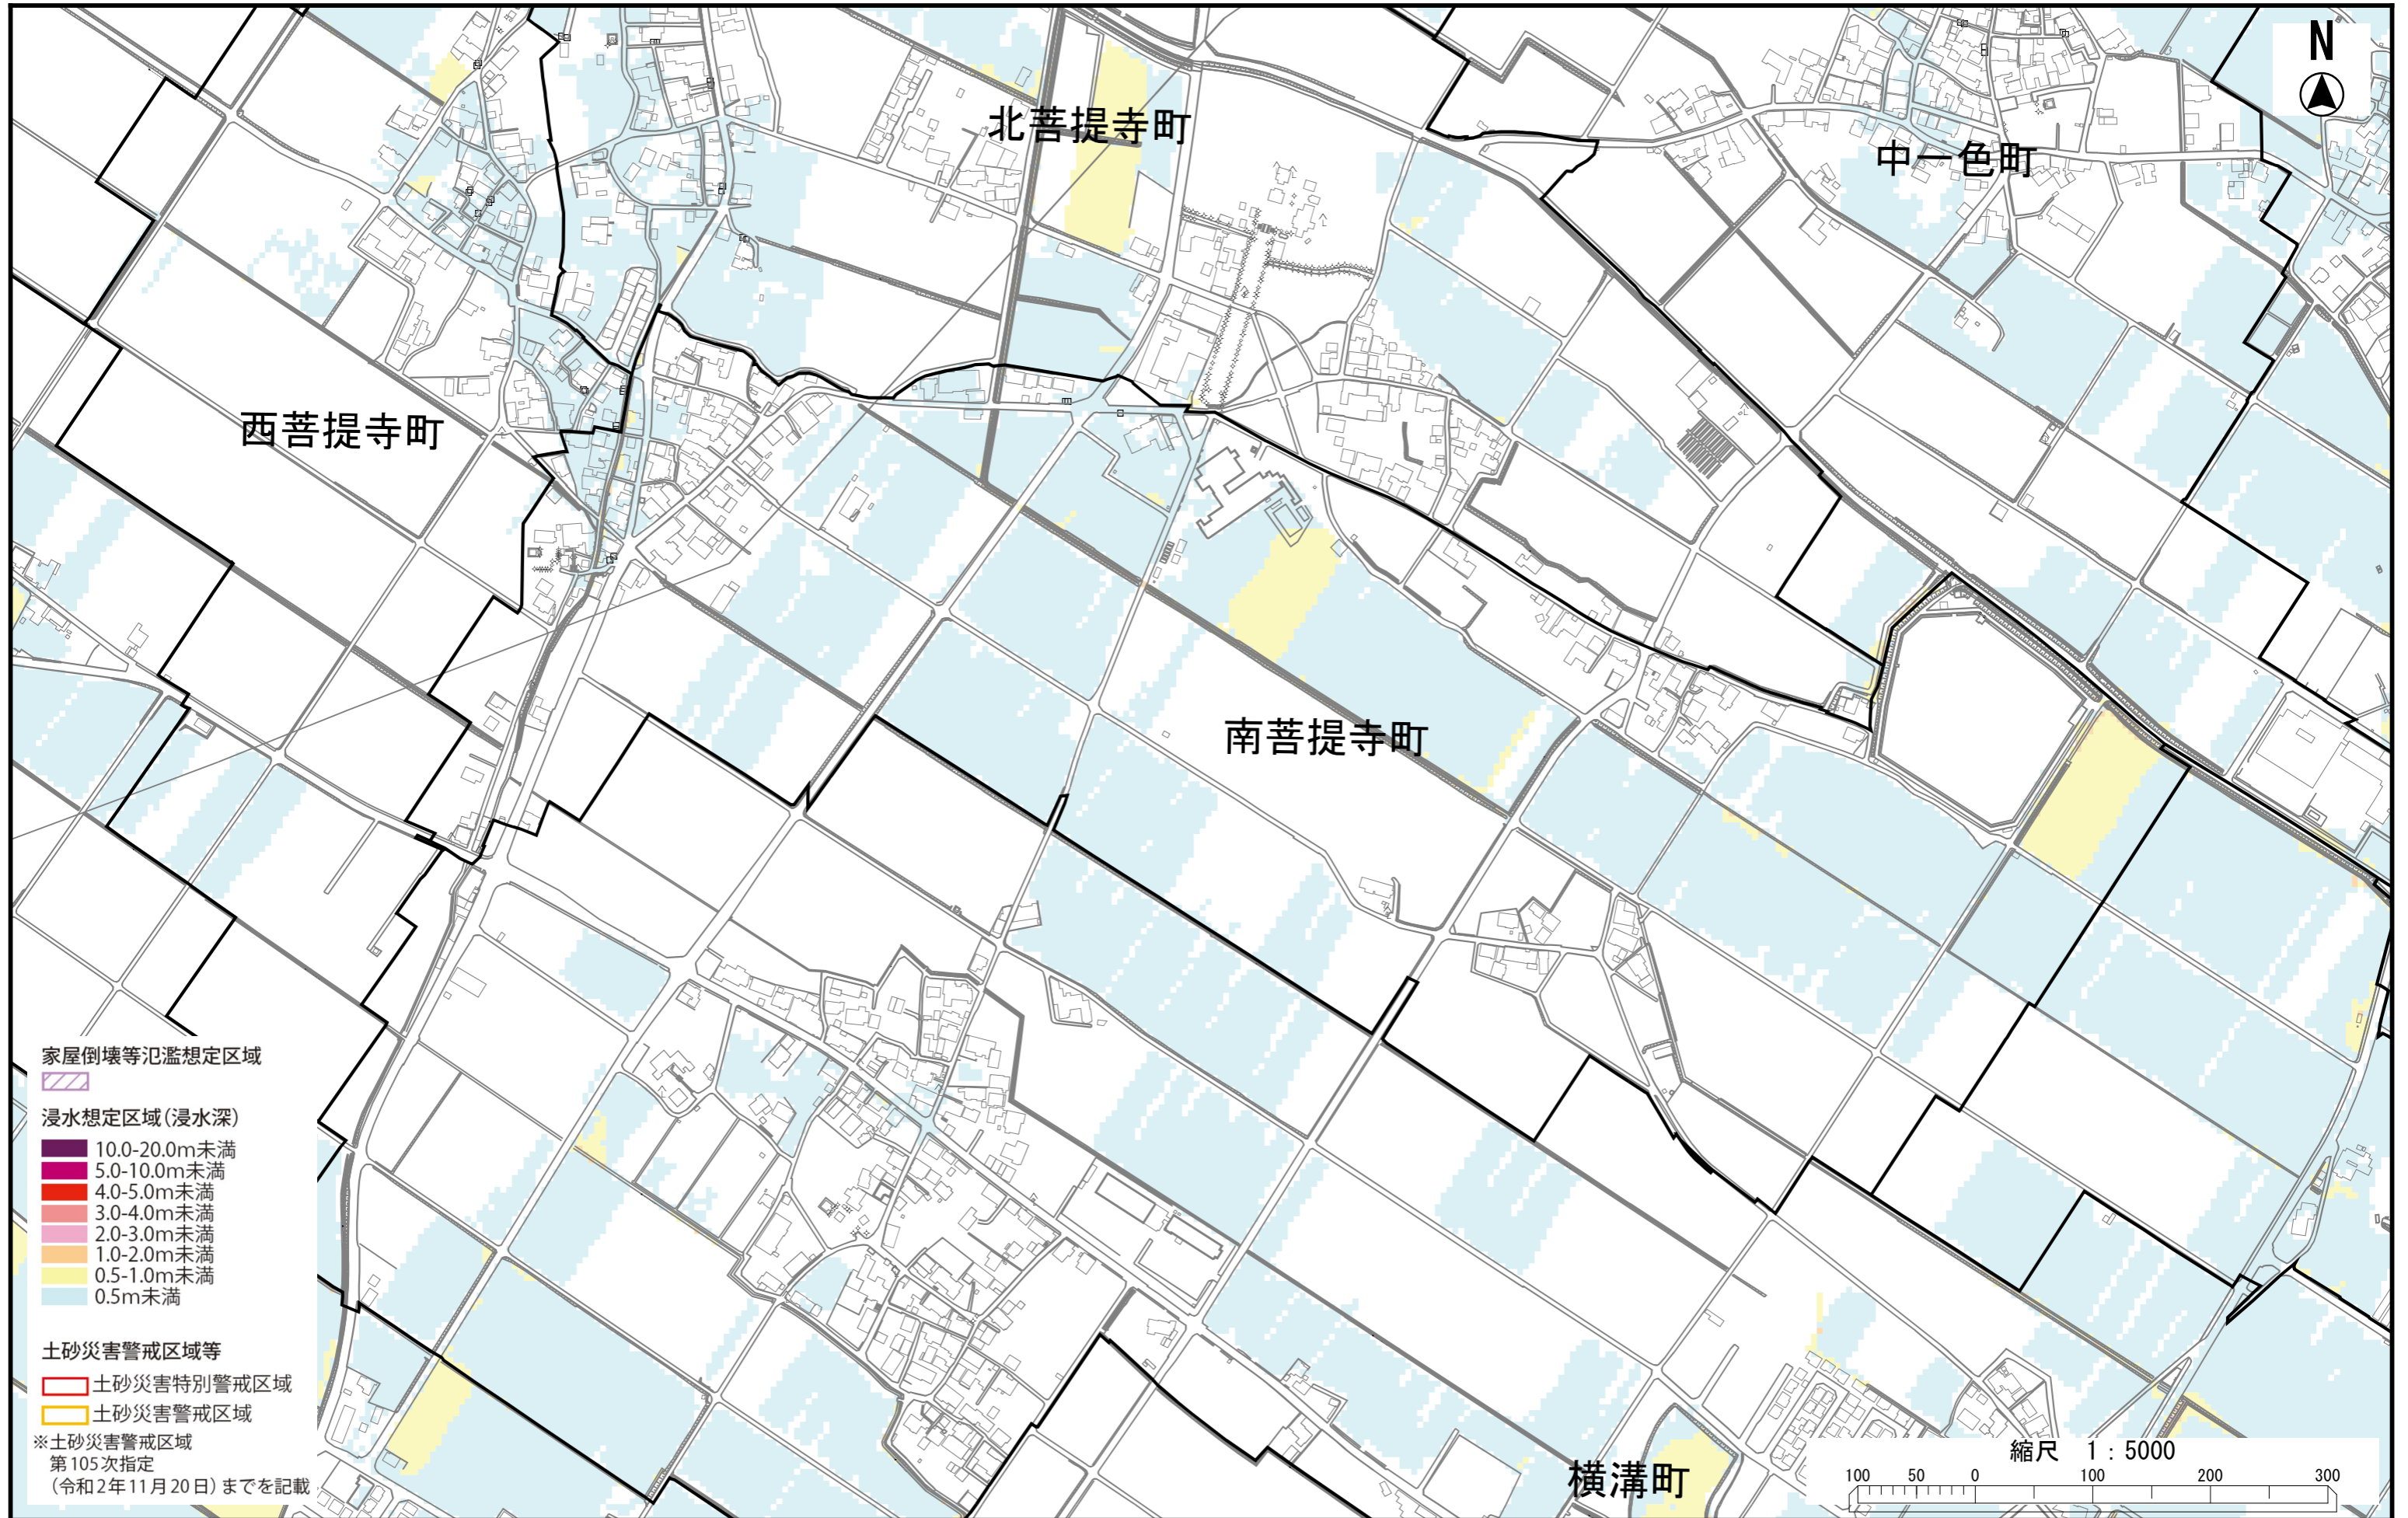 N
北菩提寺町
中一色町
西菩提寺町
南菩提寺町
横溝町
家屋倒壊等氾濫想定区域
浸水想定区域(浸水深)
10.0-20.0m未満
5.0-10.0m未満
4.0-5.0m未満
3.0-4.0m未満
2.0-3.0m未満
1.0-2.0m未満
0.5-1.0m未満
0.5m未満
土砂災害警戒区域等
土砂災害特別警戒区域
土砂災害警戒区域
※土砂災害警戒区域
第105次指定
(令和2年11月20日)までを記載
縮尺 1:5000
100 50 0 100 200 300